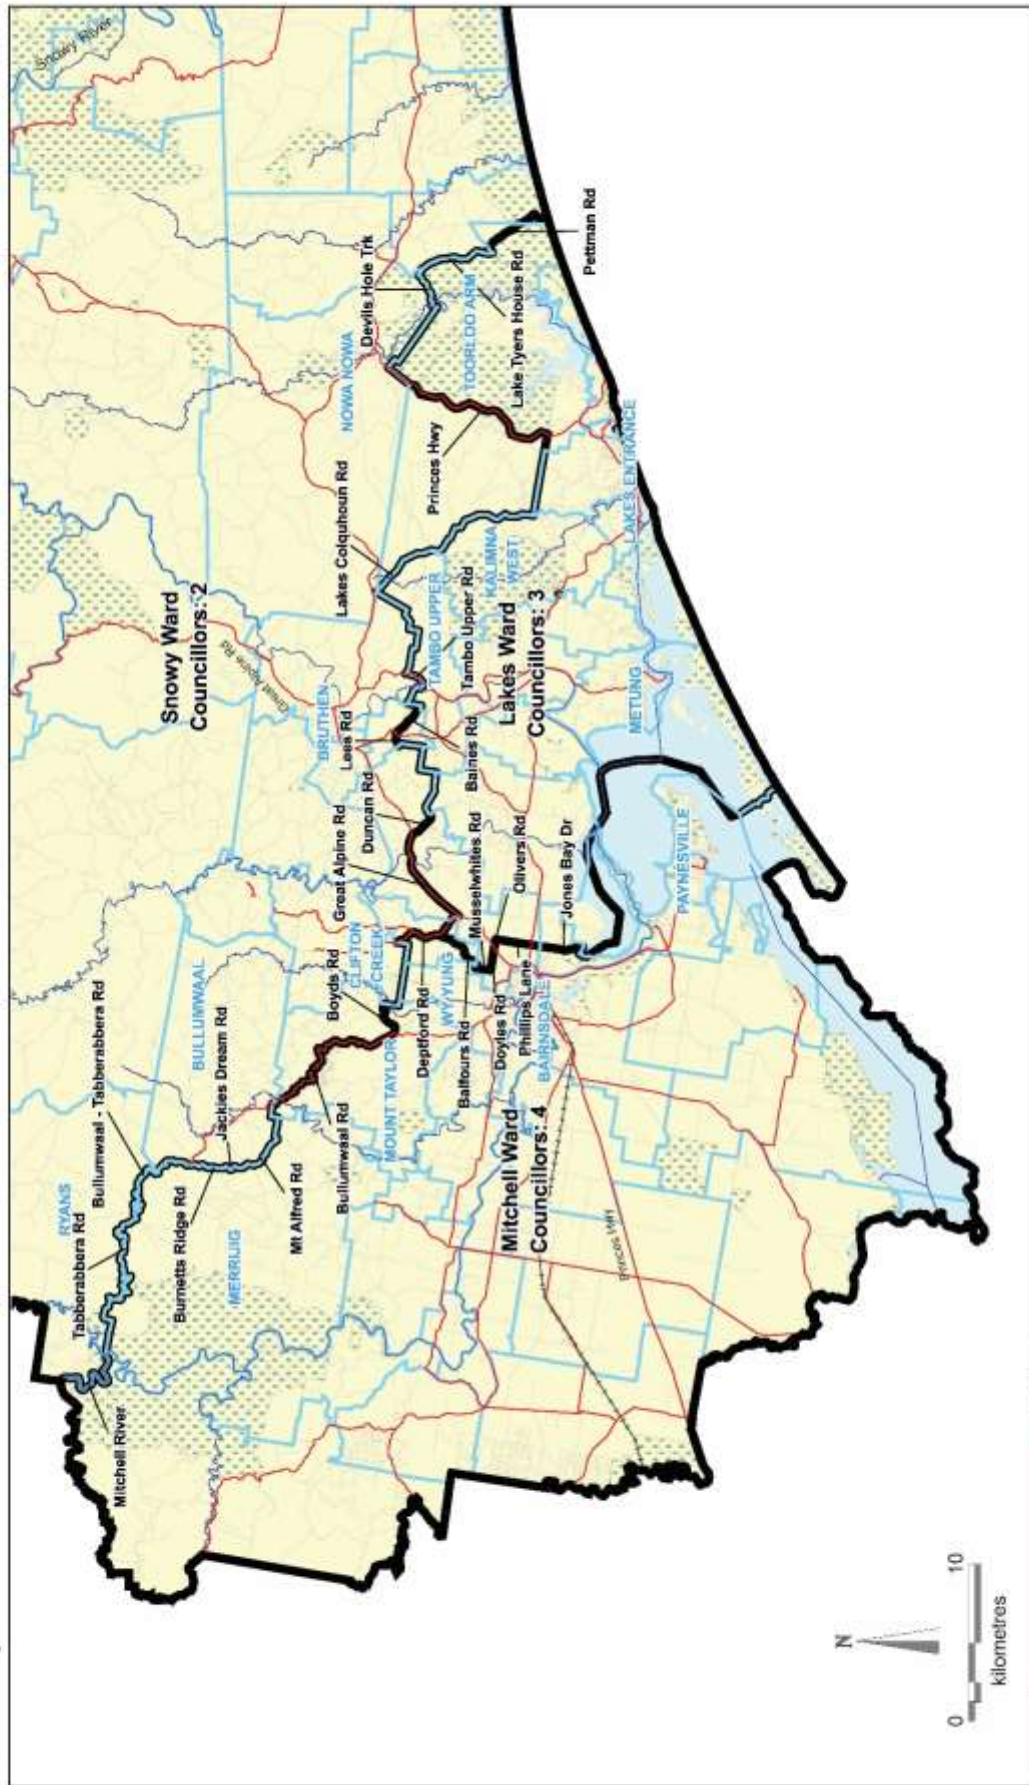 Snowy River
Snowy Ward
Councillors: 2
Great Alpine Rd
Mitchell River
Tabberabbera Rd
RYANS
Bullumwaal - Tabberabbera Rd
Burnetts Ridge Rd
MERRIJIG
BULLUMWAAL
Jackies Dream Rd
Mt Alfred Rd
Bullumwaal Rd
Boyds Rd
CLIFTON
CREEK
MOUNT TAYLOR
Great Alpine Rd
Duncan Rd
Lees Rd
BRUTHEN
Lakes Colquhoun Rd
NOWA NOWA
Devils Hole Trk
Princes Hwy
TOORLOO ARM
Lake Tyers House Rd
Pettman Rd
Deptford Rd
WY YUNG
Balfours Rd
Musselwhites Rd
Baines Rd
TAMBO UPPER
Tambo Upper Rd
KALIMNA
WEST
Doyles Rd
Phillips Lane
Olivers Rd
Jones Bay Dr
BAIRNSDALE
Lakes Ward
Councillors: 3
LAKES ENTRANCE
METUNG
PAYNESVILLE
Mitchell Ward
Councillors: 4
Princes Hwy
N
0 10
kilometres